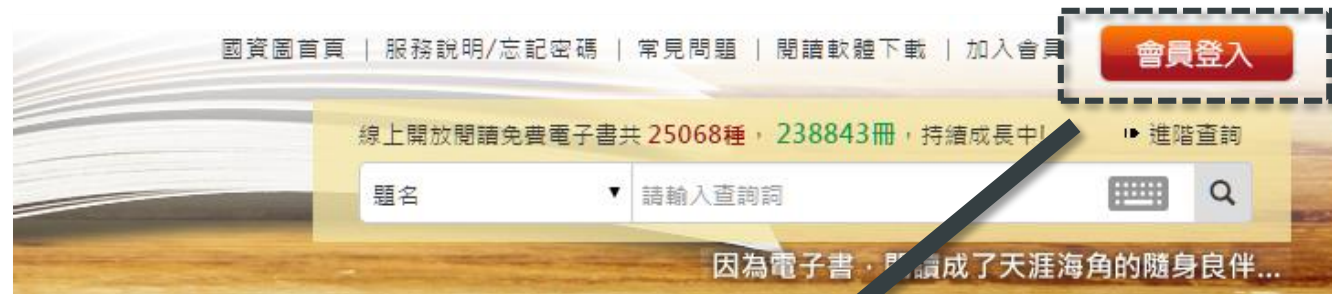 國資圖首頁 | 服務說明/忘記密碼 | 常見問題 | 閱讀軟體下載 | 加入會員 會員登入
線上開放閱讀免費電子書共 25068種, 238843冊,持續成長中! 進階查詢
題名 請輸入查詢詞
因為電子書,閱讀成了天涯海角的隨身良伴...